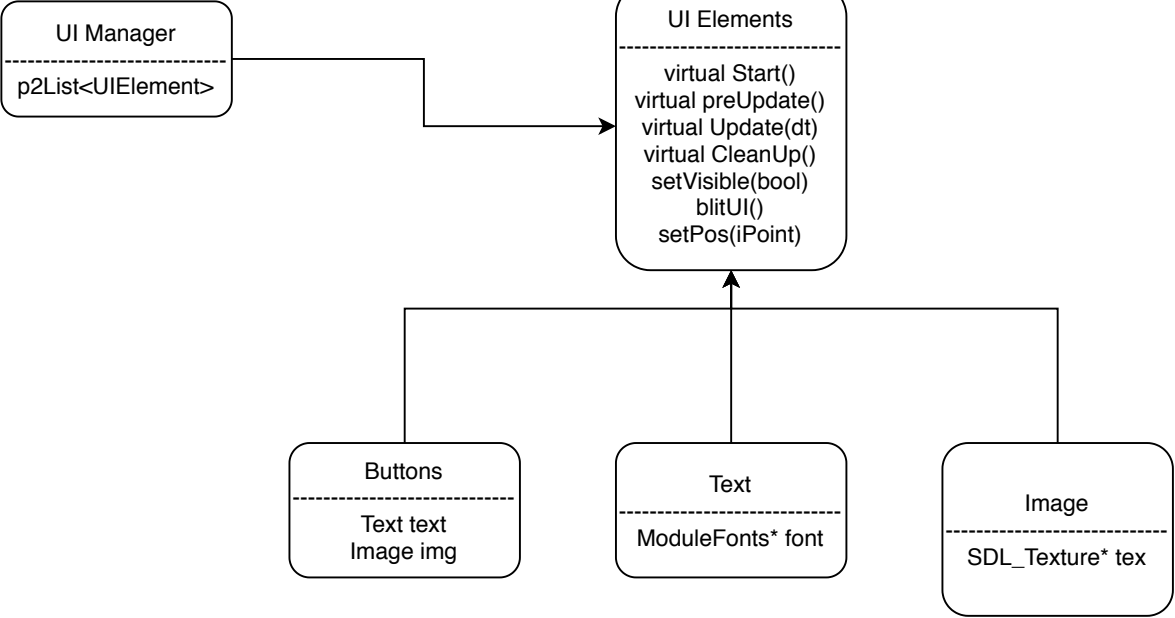 UI Manager
p2List<UIElement>
UI Elements
virtual Start()
virtual preUpdate()
virtual Update(dt)
virtual CleanUp()
setVisible(bool)
blitUI()
setPos(iPoint)
Buttons
Text text
Image img
Text
ModuleFonts* font
Image
SDL_Texture* tex